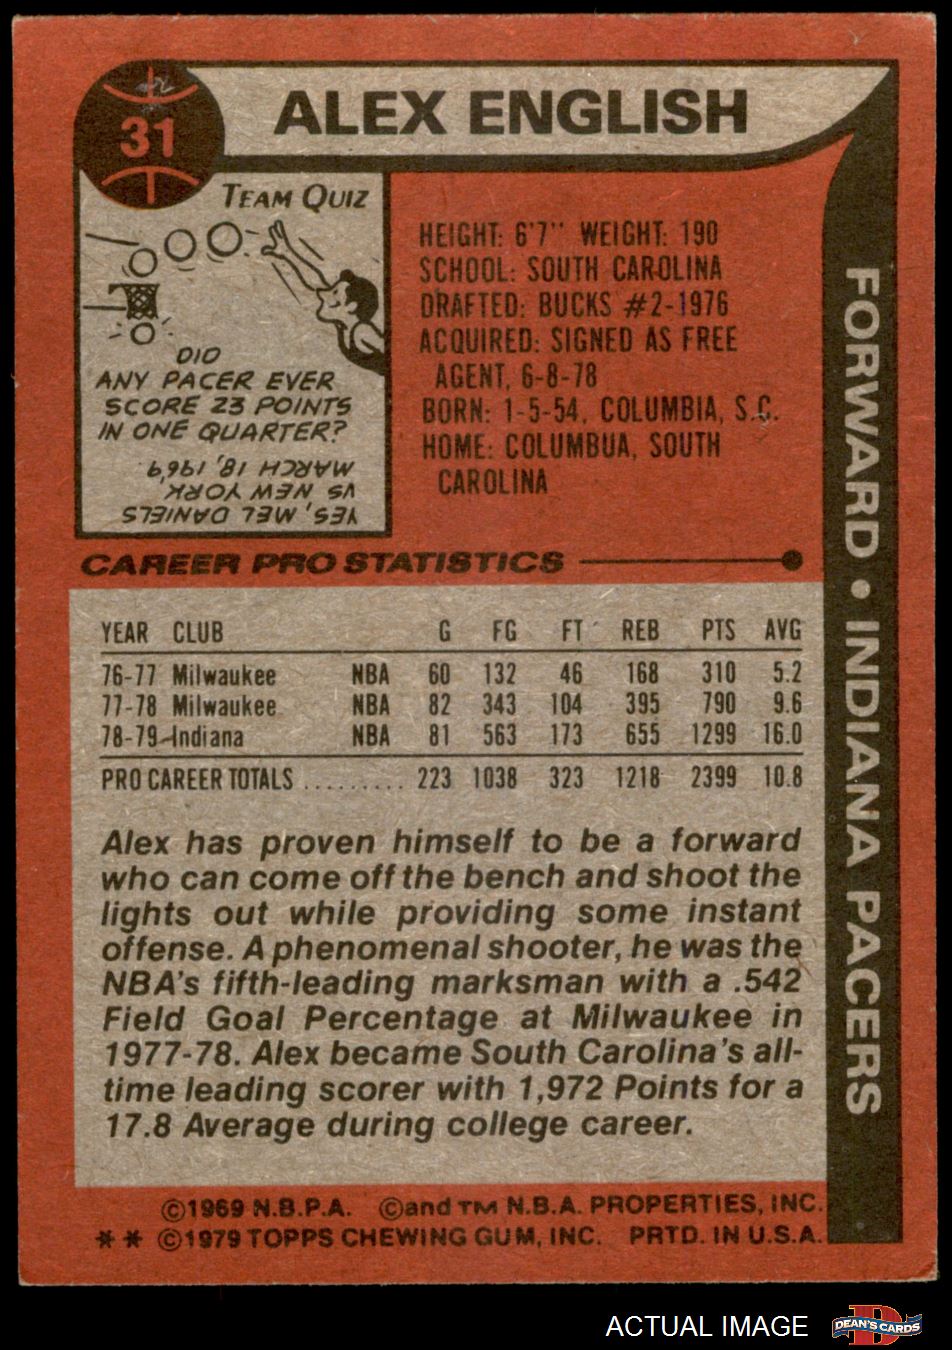 31
ALEX ENGLISH
TEAM QUIZ
DID
ANY PACER EVER
SCORE 23 POINTS
IN ONE QUARTER?
YES, MEL DANIELS
VS NEW YORK,
MARCH 18, 1969
HEIGHT: 6'7" WEIGHT: 190
SCHOOL: SOUTH CAROLINA
DRAFTED: BUCKS #2-1976
ACQUIRED: SIGNED AS FREE
AGENT, 6-8-78
BORN: 1-5-54, COLUMBIA, S.C.
HOME: COLUMBUA, SOUTH
CAROLINA
FORWARD • INDIANA PACERS
CAREER PRO STATISTICS
YEAR CLUB G FG FT REB PTS AVG
76-77 Milwaukee NBA 60 132 46 168 310 5.2
77-78 Milwaukee NBA 82 343 104 395 790 9.6
78-79 Indiana NBA 81 563 173 655 1299 16.0
PRO CAREER TOTALS ......... 223 1038 323 1218 2399 10.8
Alex has proven himself to be a forward
who can come off the bench and shoot the
lights out while providing some instant
offense. A phenomenal shooter, he was the
NBA's fifth-leading marksman with a .542
Field Goal Percentage at Milwaukee in
1977-78. Alex became South Carolina's all-
time leading scorer with 1,972 Points for a
17.8 Average during college career.
©1969 N.B.P.A. ©and TM N.B.A. PROPERTIES, INC.
** ©1979 TOPPS CHEWING GUM, INC. PRTD. IN U.S.A.
ACTUAL IMAGE
DEAN'S CARDS